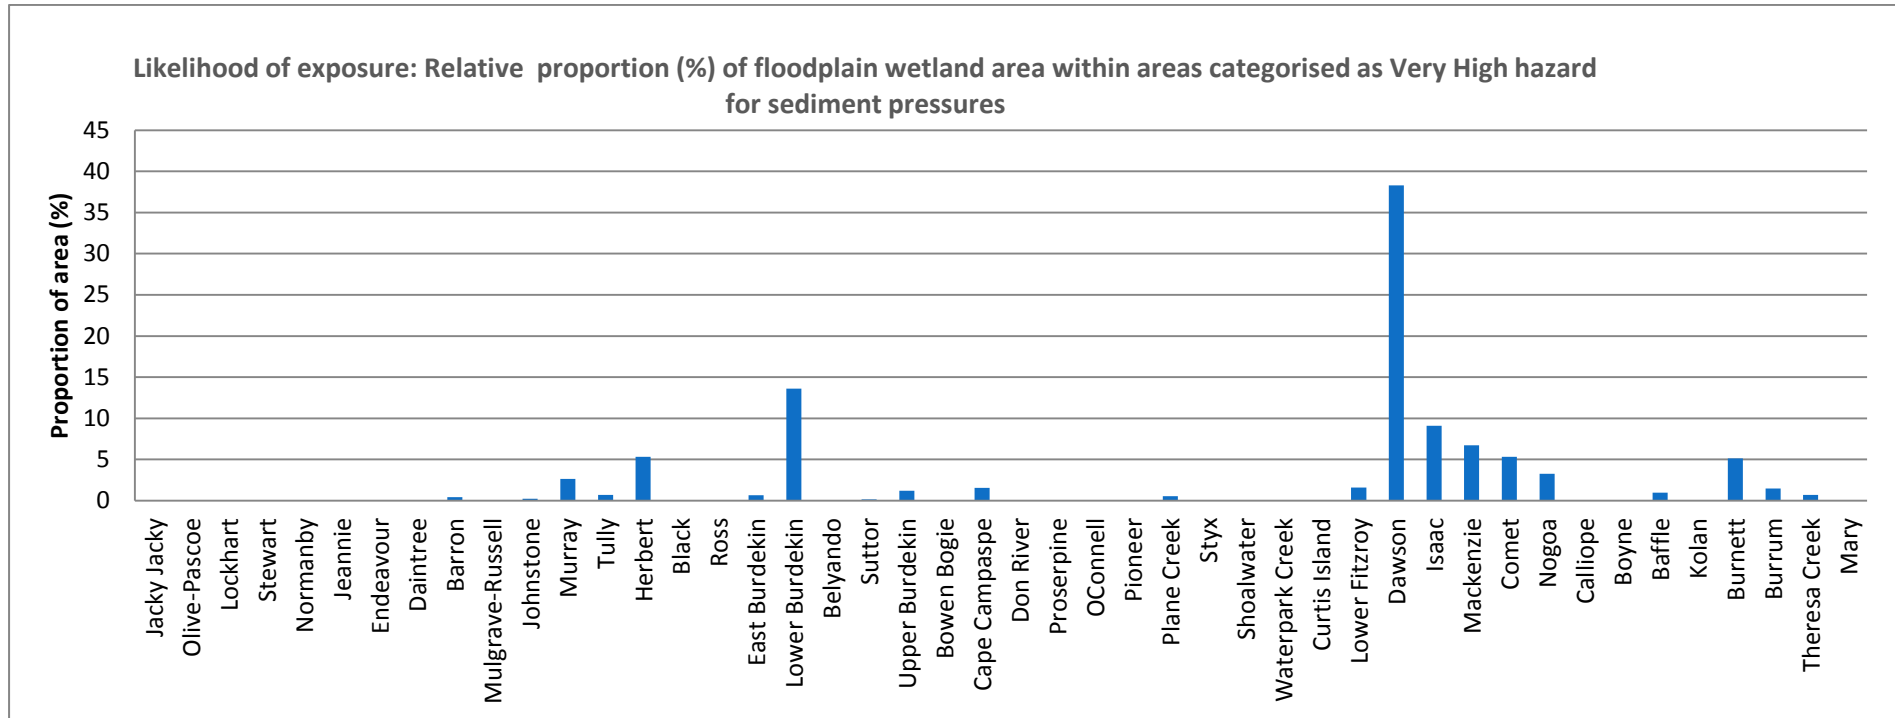 Likelihood of exposure: Relative  proportion (%) of floodplain wetland area within areas categorised as Very High hazard
for sediment pressures
Proportion of area (%)
45
40
35
30
25
20
15
10
5
0
Jacky Jacky
Olive-Pascoe
Lockhart
Stewart
Normanby
Jeannie
Endeavour
Daintree
Barron
Mulgrave-Russell
Johnstone
Murray
Tully
Herbert
Black
Ross
East Burdekin
Lower Burdekin
Belyando
Suttor
Upper Burdekin
Bowen Bogie
Cape Campaspe
Don River
Proserpine
OConnell
Pioneer
Plane Creek
Styx
Shoalwater
Waterpark Creek
Curtis Island
Lower Fitzroy
Dawson
Isaac
Mackenzie
Comet
Nogoa
Calliope
Boyne
Baffle
Kolan
Burnett
Burrum
Theresa Creek
Mary